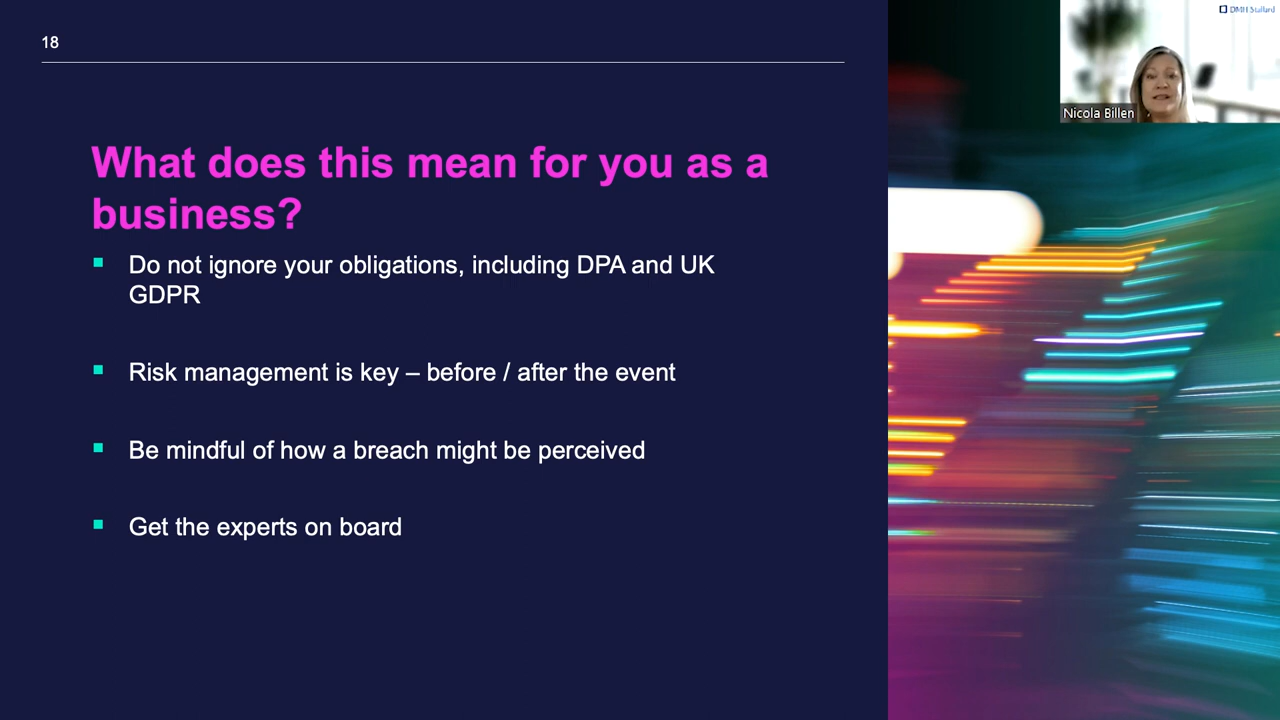 18
DMH Stallard
Nicola Billen
What does this mean for you as a
business?
Do not ignore your obligations, including DPA and UK
GDPR
Risk management is key – before / after the event
Be mindful of how a breach might be perceived
Get the experts on board